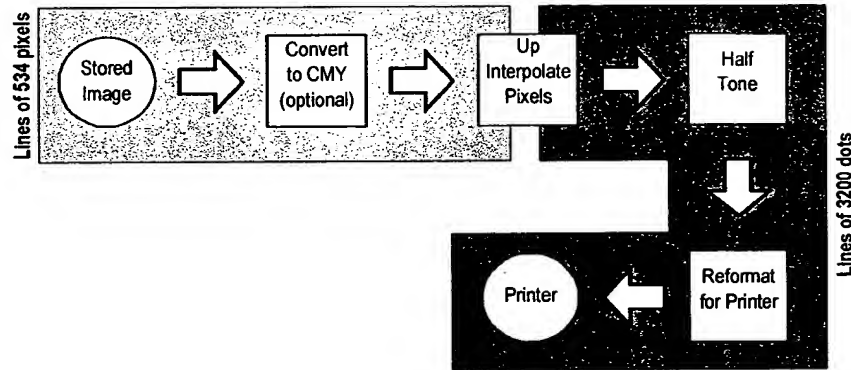 Lines of 534 pixels
Stored
Image
Convert
to CMY
(optional)
Up
Interpolate
Pixels
Half
Tone
Lines of 3200 dots
Reformat
for Printer
Printer